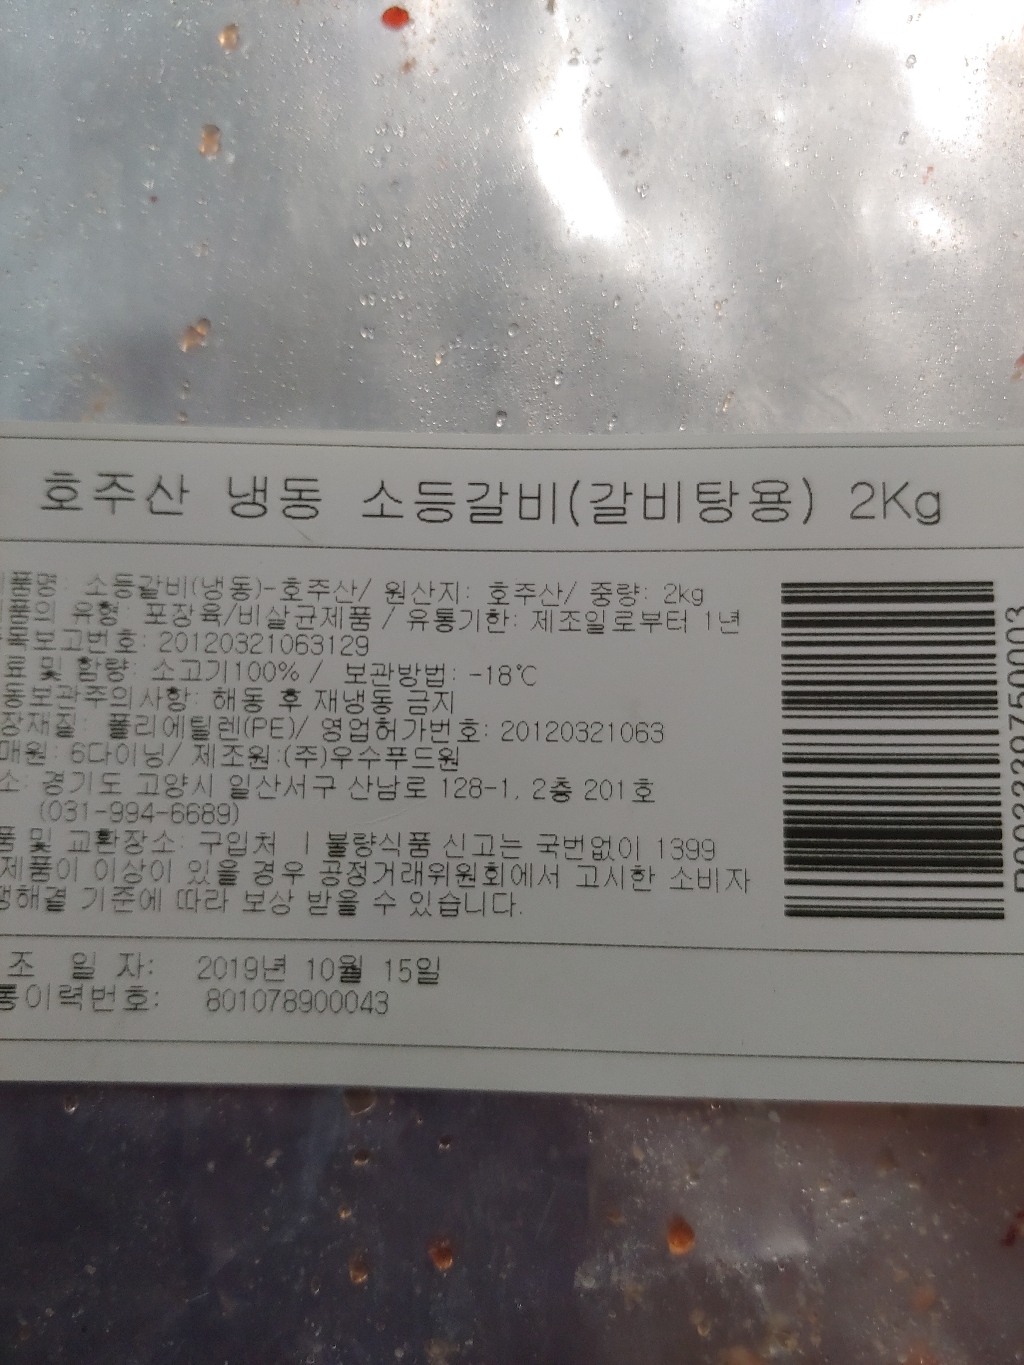 호주산 냉동 소등갈비(갈비탕용) 2Kg
품명: 소등갈비(냉동)-호주산/ 원산지: 호주산/ 중량: 2kg
품의 유형: 포장육/비살균제품 / 유통기한: 제조일로부터 1년
목보고번호: 20120321063129
료 및 함량: 소고기100% / 보관방법: -18℃
동보관주의사항: 해동 후 재냉동 금지
장재질: 폴리에틸렌(PE)/ 영업허가번호: 20120321063
매원: 6다이닝/ 제조원:(주)우수푸드원
소: 경기도 고양시 일산서구 산남로 128-1, 2층 201호
(031-994-6689)
품 및 교환장소: 구입처 | 불량식품 신고는 국번없이 1399
제품이 이상이 있을 경우 공정거래위원회에서 고시한 소비자
쟁해결 기준에 따라 보상 받을 수 있습니다.
조 일 자: 2019년 10월 15일
통이력번호: 801078900043